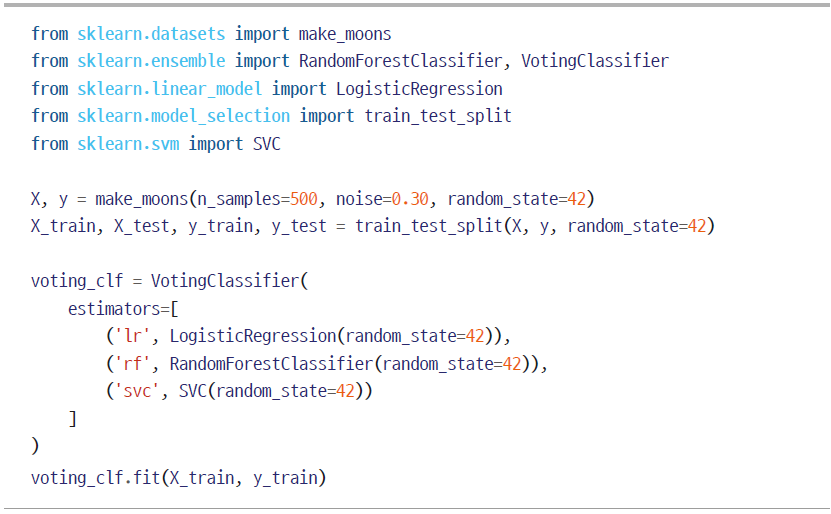 from sklearn.datasets import make_moons
from sklearn.ensemble import RandomForestClassifier, VotingClassifier
from sklearn.linear_model import LogisticRegression
from sklearn.model_selection import train_test_split
from sklearn.svm import SVC

X, y = make_moons(n_samples=500, noise=0.30, random_state=42)
X_train, X_test, y_train, y_test = train_test_split(X, y, random_state=42)

voting_clf = VotingClassifier(
    estimators=[
        ('lr', LogisticRegression(random_state=42)),
        ('rf', RandomForestClassifier(random_state=42)),
        ('svc', SVC(random_state=42))
    ]
)
voting_clf.fit(X_train, y_train)